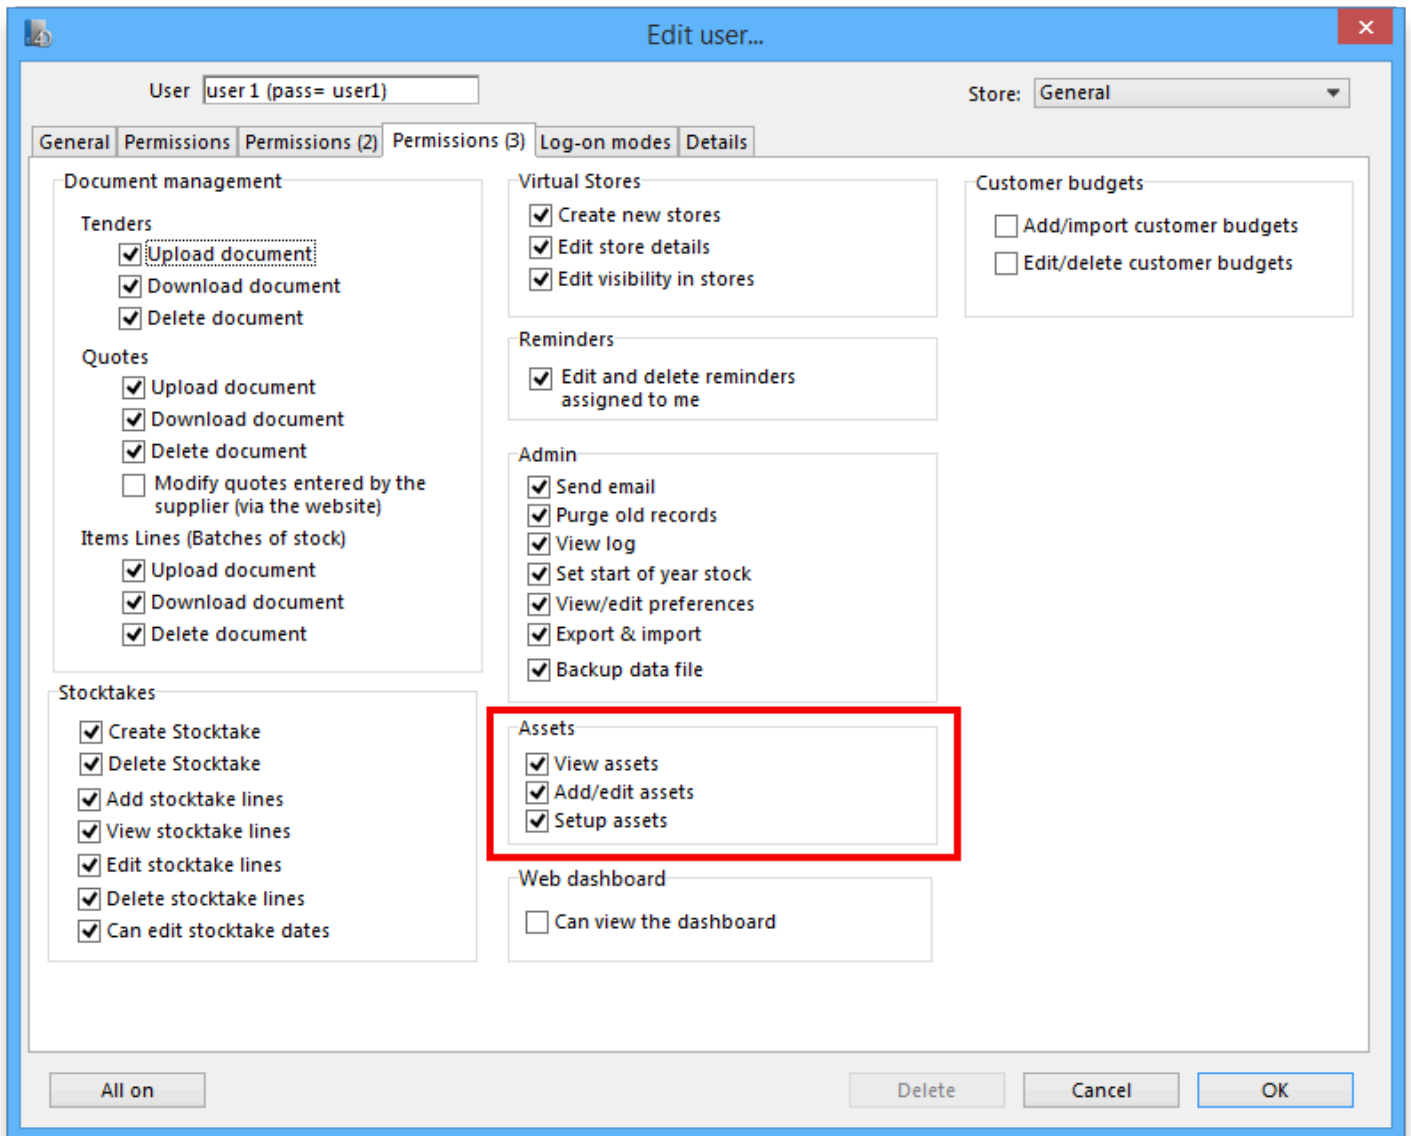 Edit user...
User
user 1 (pass= user1)
Store:
General
General
Permissions
Permissions (2)
Permissions (3)
Log-on modes
Details
Document management
Tenders
Upload document
Download document
Delete document
Quotes
Upload document
Download document
Delete document
Modify quotes entered by the
supplier (via the website)
Items Lines (Batches of stock)
Upload document
Download document
Delete document
Stocktakes
Create Stocktake
Delete Stocktake
Add stocktake lines
View stocktake lines
Edit stocktake lines
Delete stocktake lines
Can edit stocktake dates
Virtual Stores
Create new stores
Edit store details
Edit visibility in stores
Reminders
Edit and delete reminders
assigned to me
Admin
Send email
Purge old records
View log
Set start of year stock
View/edit preferences
Export & import
Backup data file
Assets
View assets
Add/edit assets
Setup assets
Web dashboard
Can view the dashboard
Customer budgets
Add/import customer budgets
Edit/delete customer budgets
All on
Delete
Cancel
OK